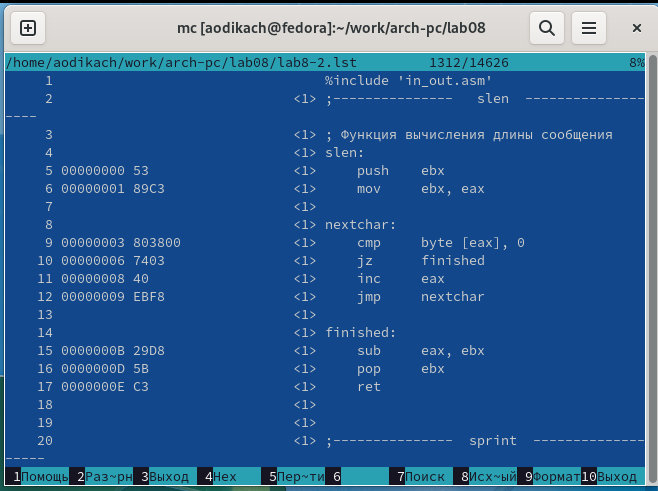 mc [aodikach@fedora]:~/work/arch-pc/lab08
/home/aodikach/work/arch-pc/lab08/lab8-2.lst 1312/14626 8%
1 %include 'in_out.asm'
2 <1> ;--------------- slen ---------------
----
3 <1> ; Функция вычисления длины сообщения
4 <1> slen:
5 00000000 53 <1> push ebx
6 00000001 89C3 <1> mov ebx, eax
7 <1>
8 <1> nextchar:
9 00000003 803800 <1> cmp byte [eax], 0
10 00000006 7403 <1> jz finished
11 00000008 40 <1> inc eax
12 00000009 EBF8 <1> jmp nextchar
13 <1>
14 <1> finished:
15 0000000B 29D8 <1> sub eax, ebx
16 0000000D 5B <1> pop ebx
17 0000000E C3 <1> ret
18 <1>
19 <1>
20 <1> ;--------------- sprint --------------
-----
1Помощь 2Раз~рн 3Выход 4Hex 5Пер~ти 6 7Поиск 8Исх~ый 9Формат 10Выход